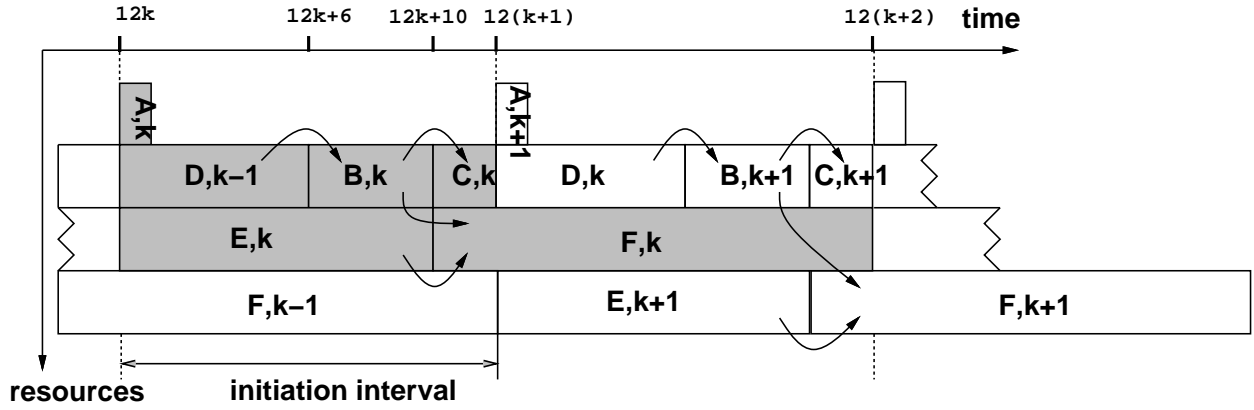 12k 12k+6 12k+10 12(k+1) 12(k+2) time
A,k A,k+1
D,k−1 B,k C,k D,k B,k+1 C,k+1
E,k F,k
F,k−1 E,k+1 F,k+1
resources initiation interval